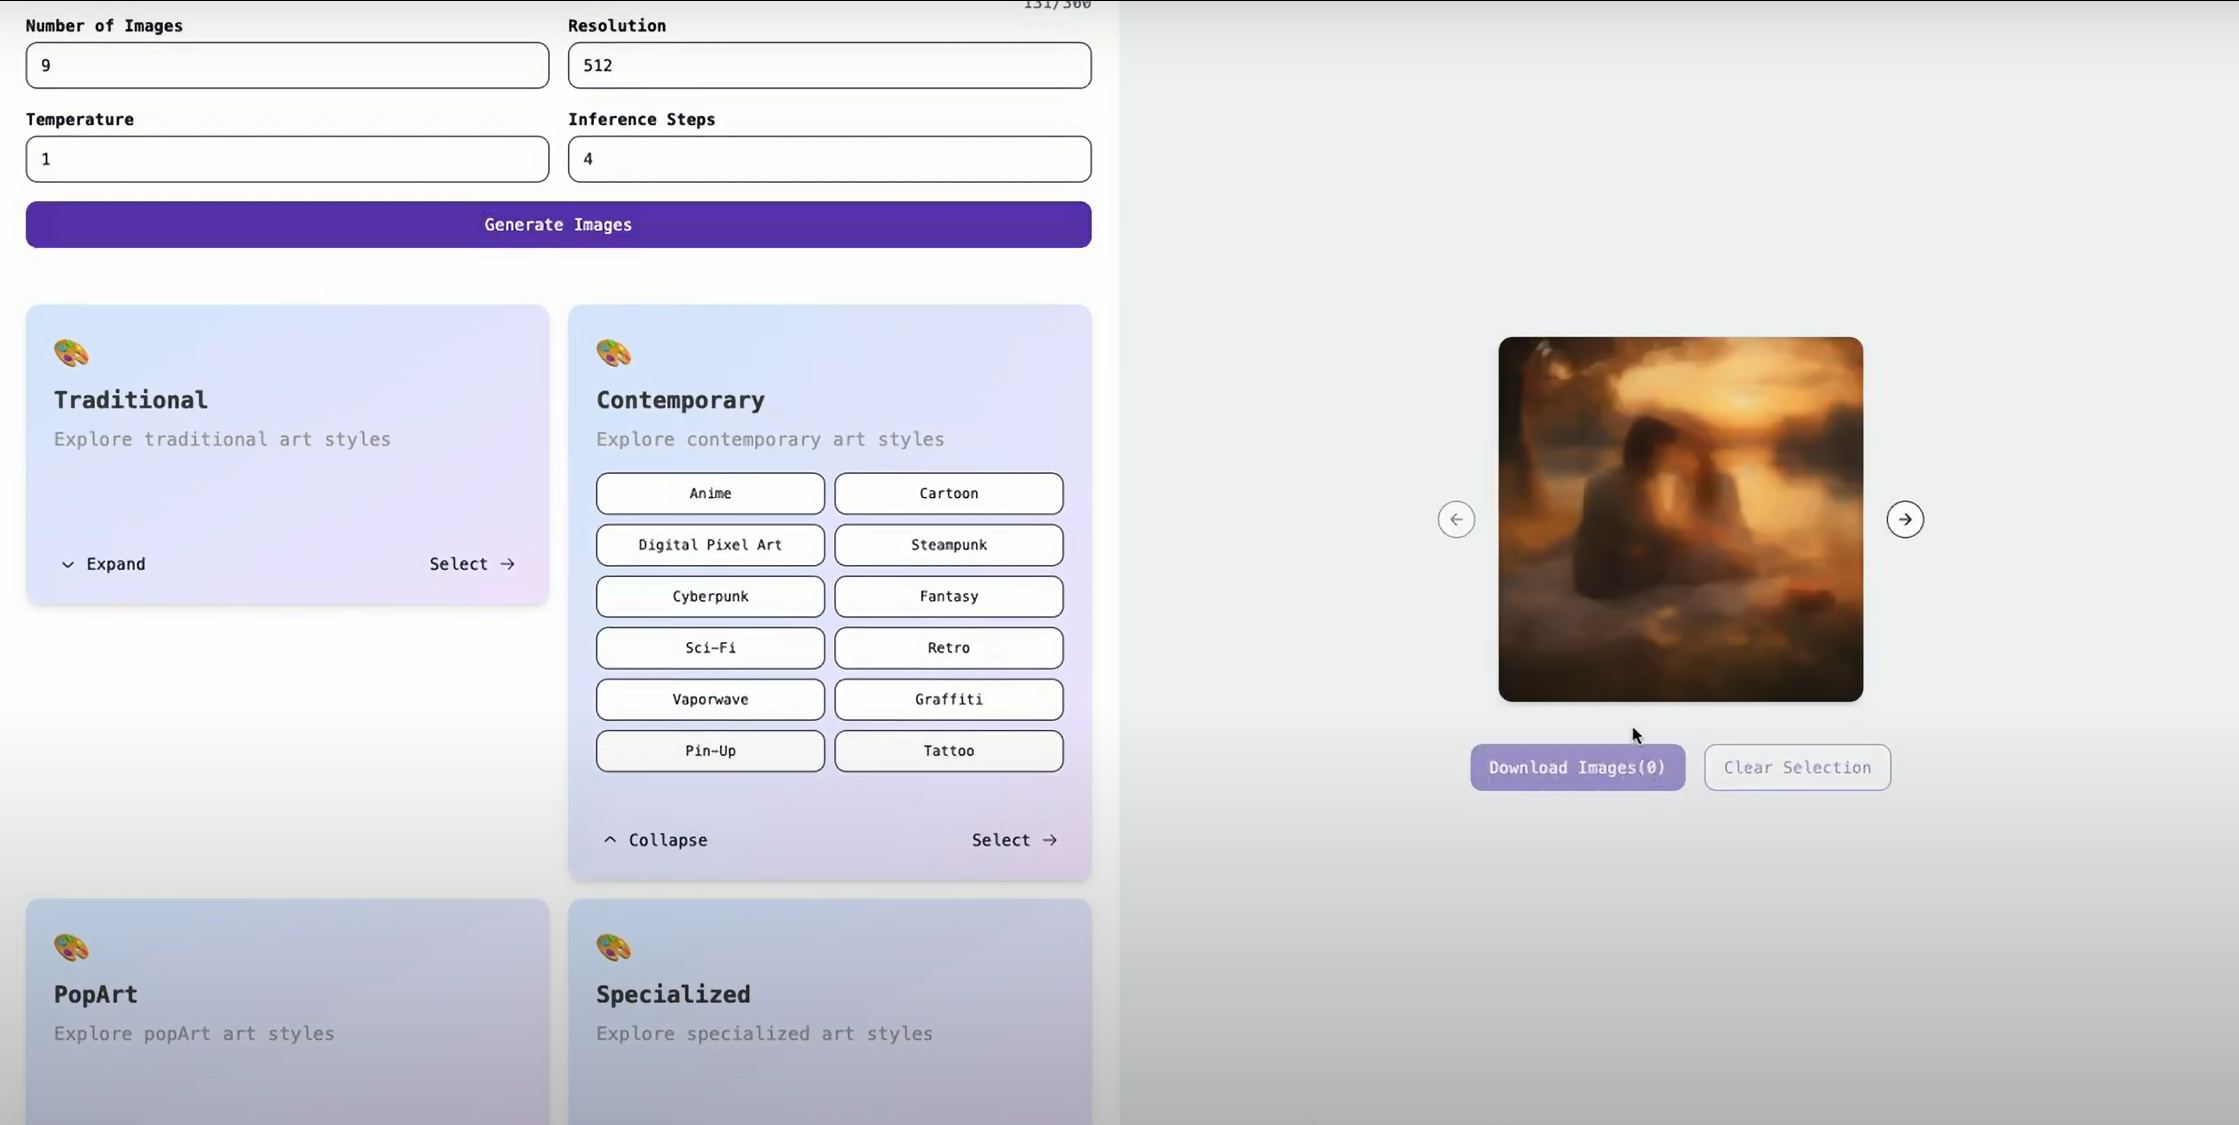 131/360
Number of Images
Resolution
9
512
Temperature
Inference Steps
1
4
Generate Images
Traditional
Explore traditional art styles
Expand
Select →
Contemporary
Explore contemporary art styles
Anime
Cartoon
Digital Pixel Art
Steampunk
Cyberpunk
Fantasy
Sci-Fi
Retro
Vaporwave
Graffiti
Pin-Up
Tattoo
Collapse
Select →
PopArt
Explore popArt art styles
Specialized
Explore specialized art styles
Download Images(0)
Clear Selection